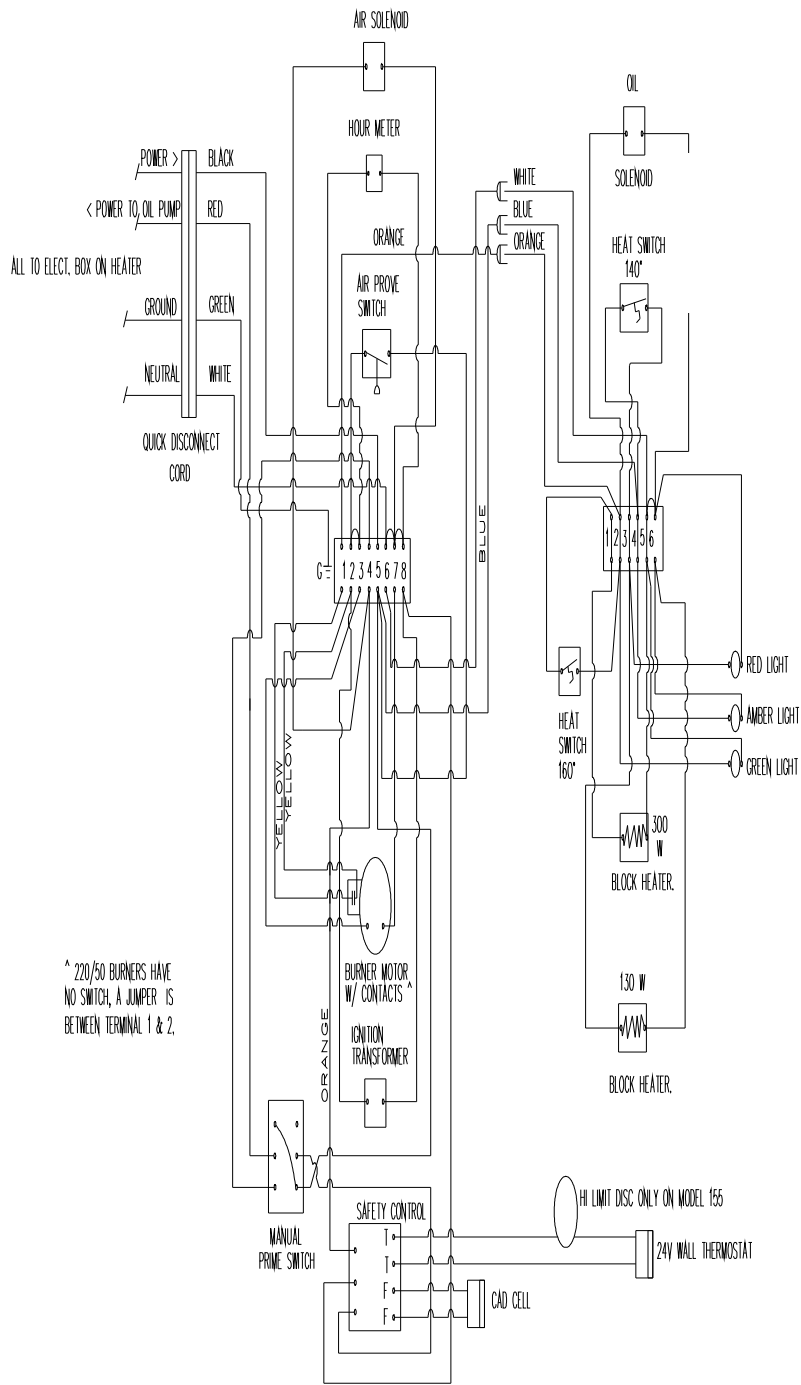 AIR SOLENOID
OIL
HOUR METER
POWER >
BLACK
SOLENOID
WHITE
< POWER TO OIL PUMP
RED
BLUE
ORANGE
ORANGE
HEAT SWITCH
140°
ALL TO ELECT. BOX ON HEATER
AIR PROVE
SWITCH
GROUND
GREEN
NEUTRAL
WHITE
QUICK DISCONNECT
CORD
BLUE
G 1 2 3 4 5 6 7 8
1 2 3 4 5 6
RED LIGHT
AMBER LIGHT
GREEN LIGHT
HEAT
SWITCH
160°
YELLOW
YELLOW
300
W
BLOCK HEATER.
^ 220/50 BURNERS HAVE
NO SWITCH, A JUMPER IS
BETWEEN TERMINAL 1 & 2.
BURNER MOTOR
W/ CONTACTS ^
130 W
IGNITION
TRANSFORMER
ORANGE
BLOCK HEATER.
MANUAL
PRIME SWITCH
SAFETY CONTROL
T
T
F
F
HI LIMIT DISC ONLY ON MODEL 155
24V WALL THERMOSTAT
CAD CELL